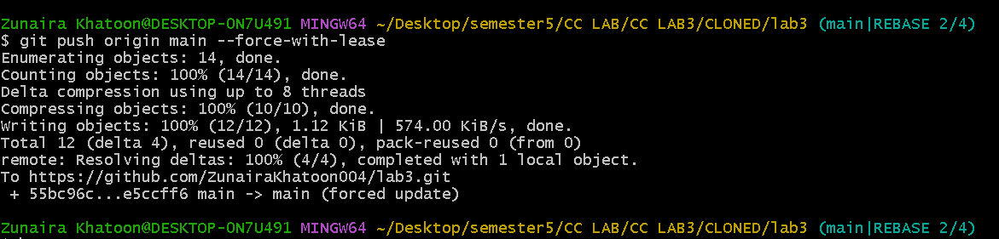 Zunaira Khatoon@DESKTOP-ON7U491 MINGW64 ~/Desktop/semester5/CC LAB/CC LAB3/CLONED/lab3 (main|REBASE 2/4)
$ git push origin main --force-with-lease
Enumerating objects: 14, done.
Counting objects: 100% (14/14), done.
Delta compression using up to 8 threads
Compressing objects: 100% (10/10), done.
Writing objects: 100% (12/12), 1.12 KiB | 574.00 KiB/s, done.
Total 12 (delta 4), reused 0 (delta 0), pack-reused 0 (from 0)
remote: Resolving deltas: 100% (4/4), completed with 1 local object.
To https://github.com/ZunairaKhatoon004/lab3.git
 + 55bc96c...e5ccff6 main -> main (forced update)
Zunaira Khatoon@DESKTOP-ON7U491 MINGW64 ~/Desktop/semester5/CC LAB/CC LAB3/CLONED/lab3 (main|REBASE 2/4)